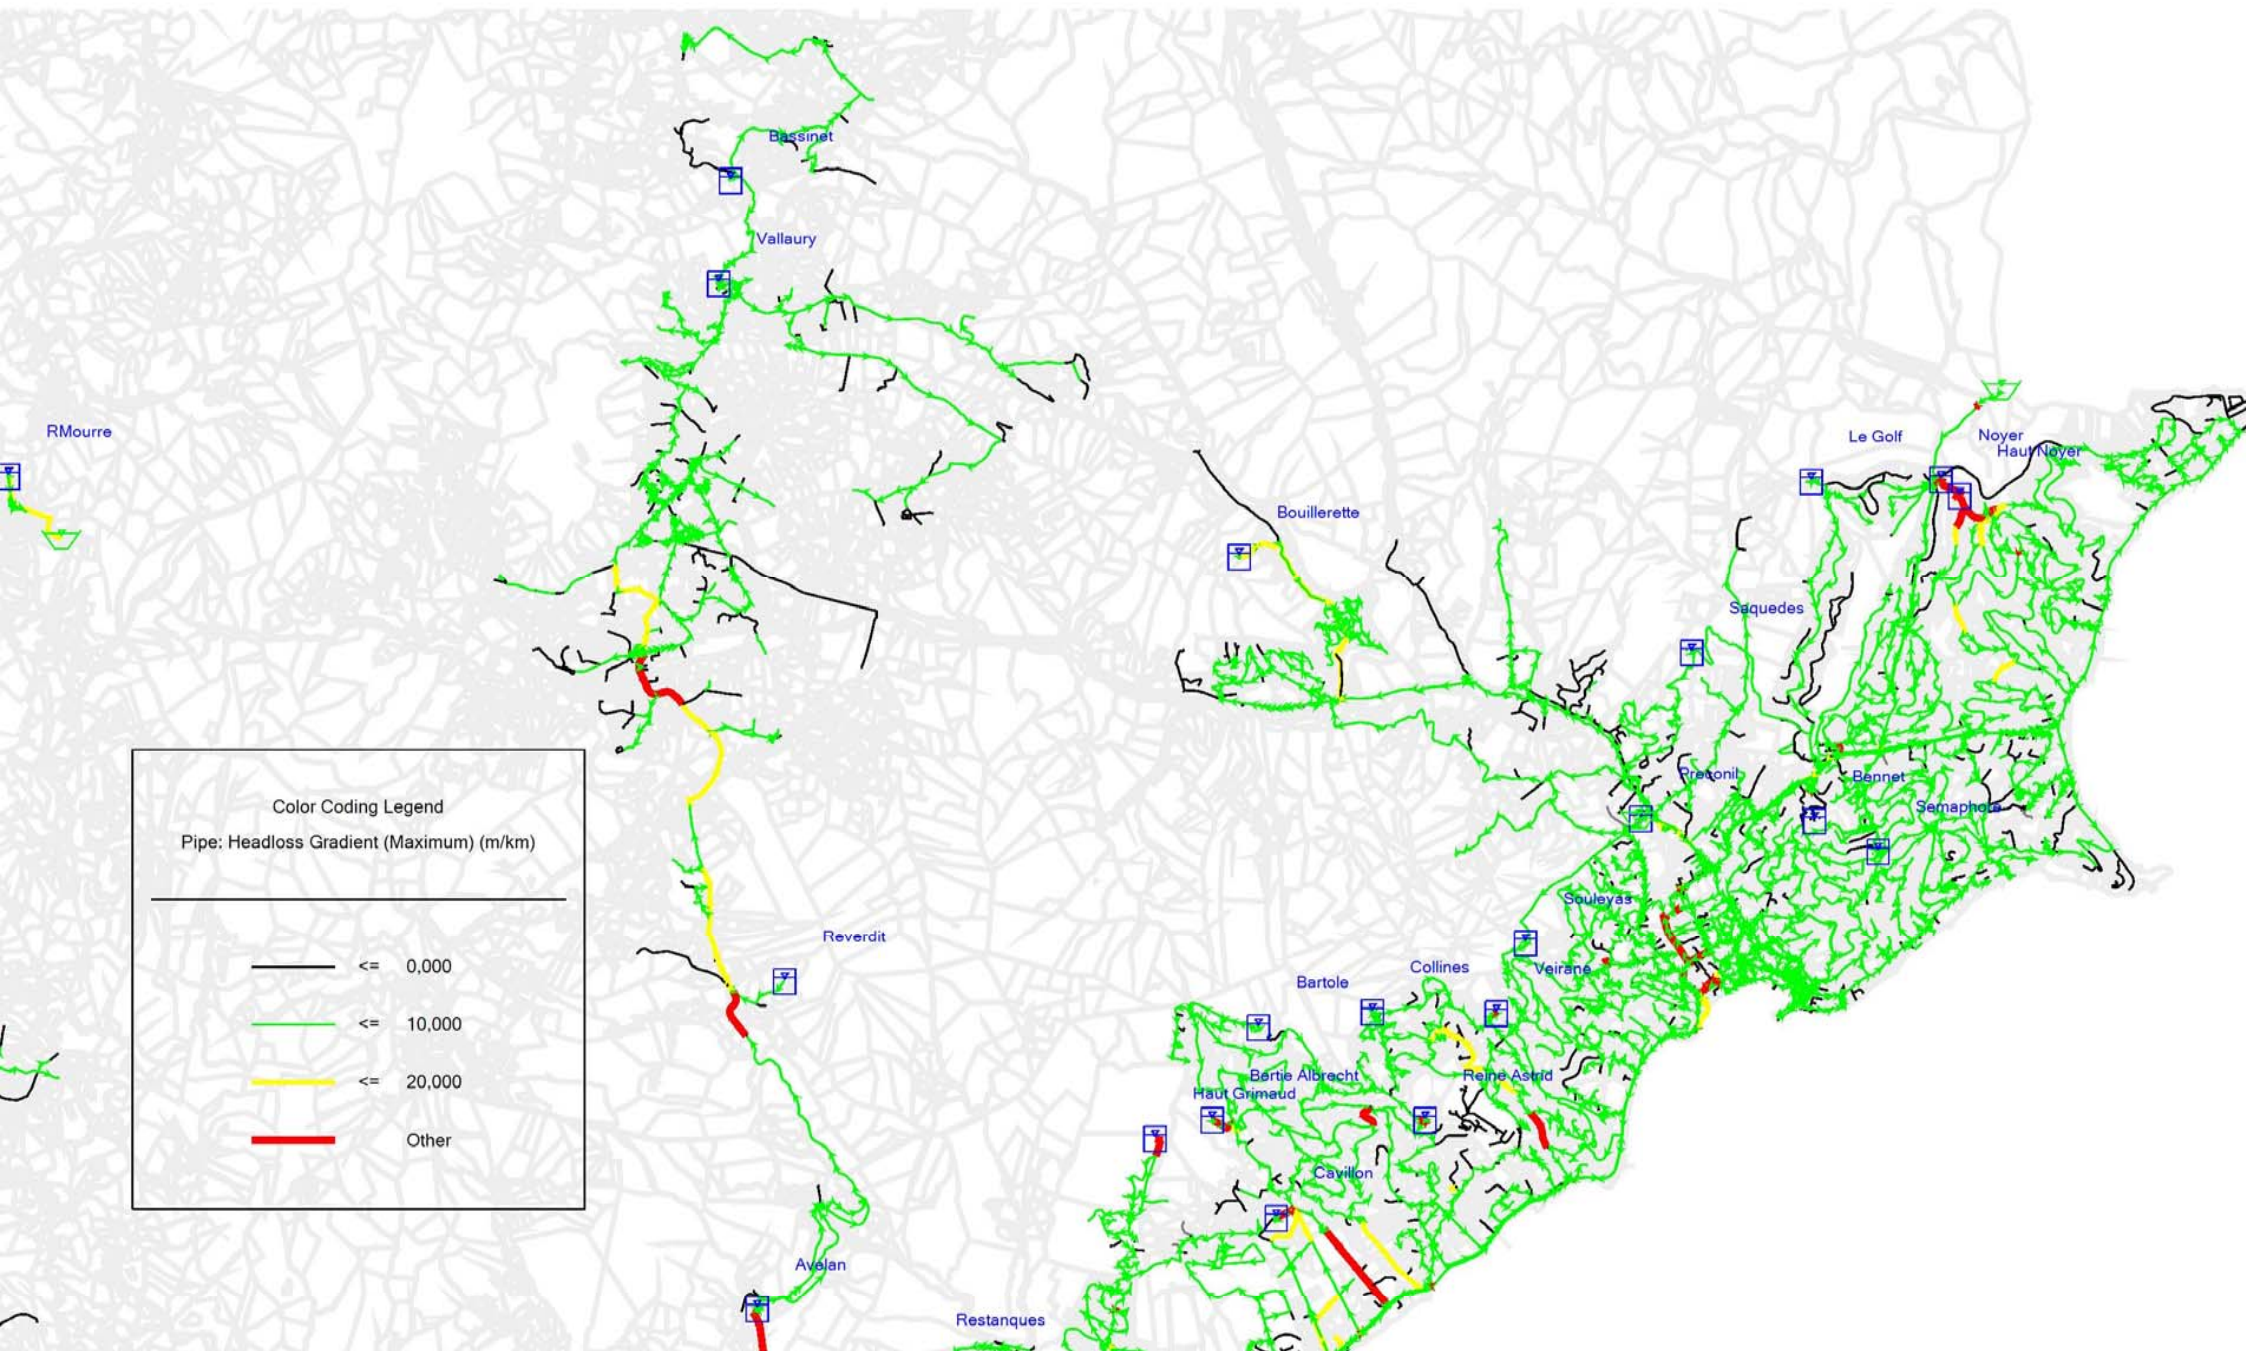 Bassinet
Vallaury
RMourre
Le Golf
Noyer
Haut Noyer
Bouillerette
Saquedes
Preconil
Bennet
Semaphore
Color Coding Legend
Pipe: Headloss Gradient (Maximum) (m/km)
<= 0,000
<= 10,000
<= 20,000
Other
Souleyas
Reverdit
Veirane
Collines
Bartole
Bertie Albrecht
Reine Astrid
Haut Grimaud
Cavillon
Avelan
Restanques